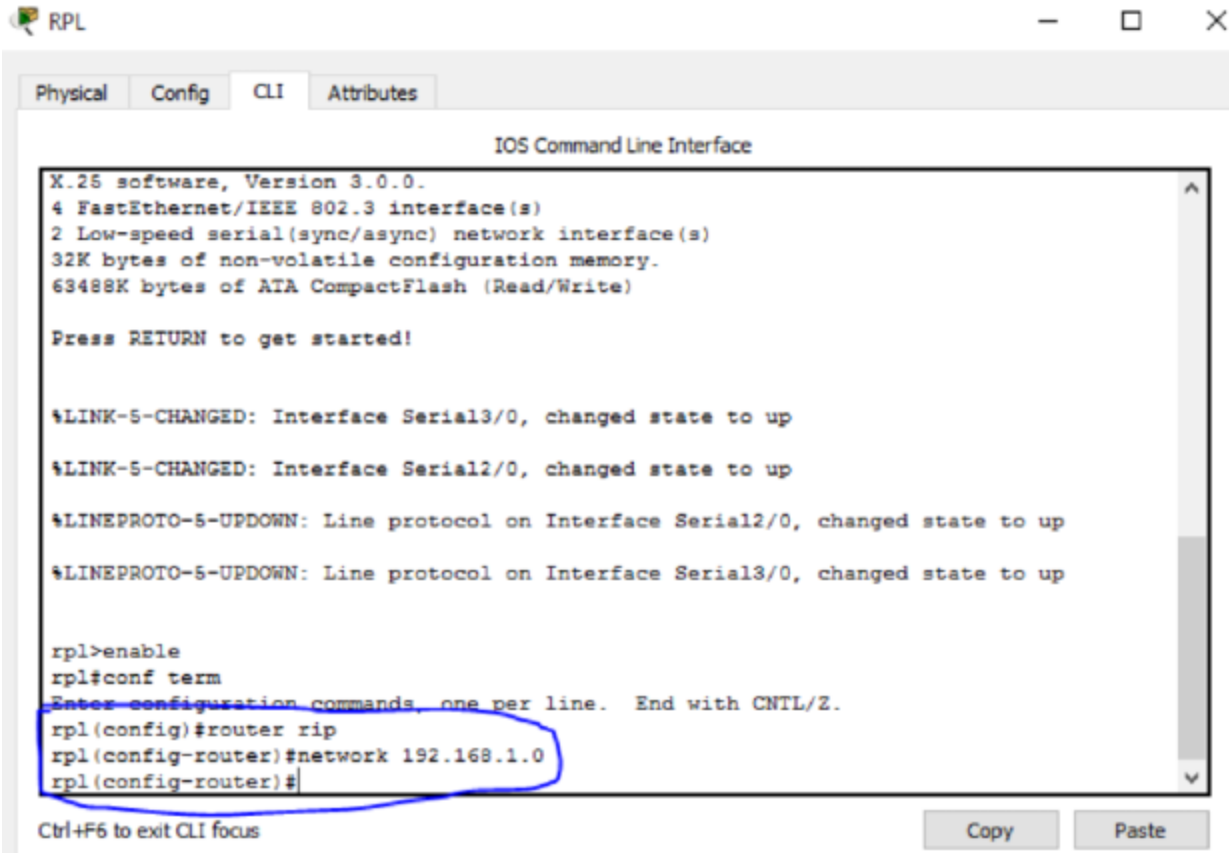 RPL
Physical Config CLI Attributes
IOS Command Line Interface
X.25 software, Version 3.0.0.
4 FastEthernet/IEEE 802.3 interface(s)
2 Low-speed serial(sync/async) network interface(s)
32K bytes of non-volatile configuration memory.
63488K bytes of ATA CompactFlash (Read/Write)
Press RETURN to get started!
%LINK-5-CHANGED: Interface Serial3/0, changed state to up
%LINK-5-CHANGED: Interface Serial2/0, changed state to up
%LINEPROTO-5-UPDOWN: Line protocol on Interface Serial2/0, changed state to up
%LINEPROTO-5-UPDOWN: Line protocol on Interface Serial3/0, changed state to up
rpl>enable
rpl#conf term
Enter configuration commands, one per line.  End with CNTL/Z.
rpl(config)#router rip
rpl(config-router)#network 192.168.1.0
rpl(config-router)#
Ctrl+F6 to exit CLI focus
Copy Paste